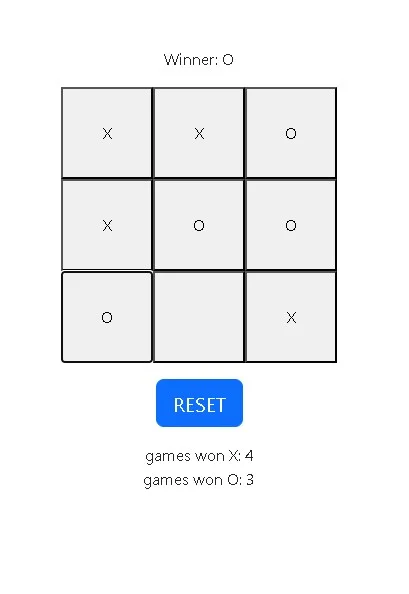 Winner: O
X X O
X O O
O X
RESET
games won X: 4
games won O: 3